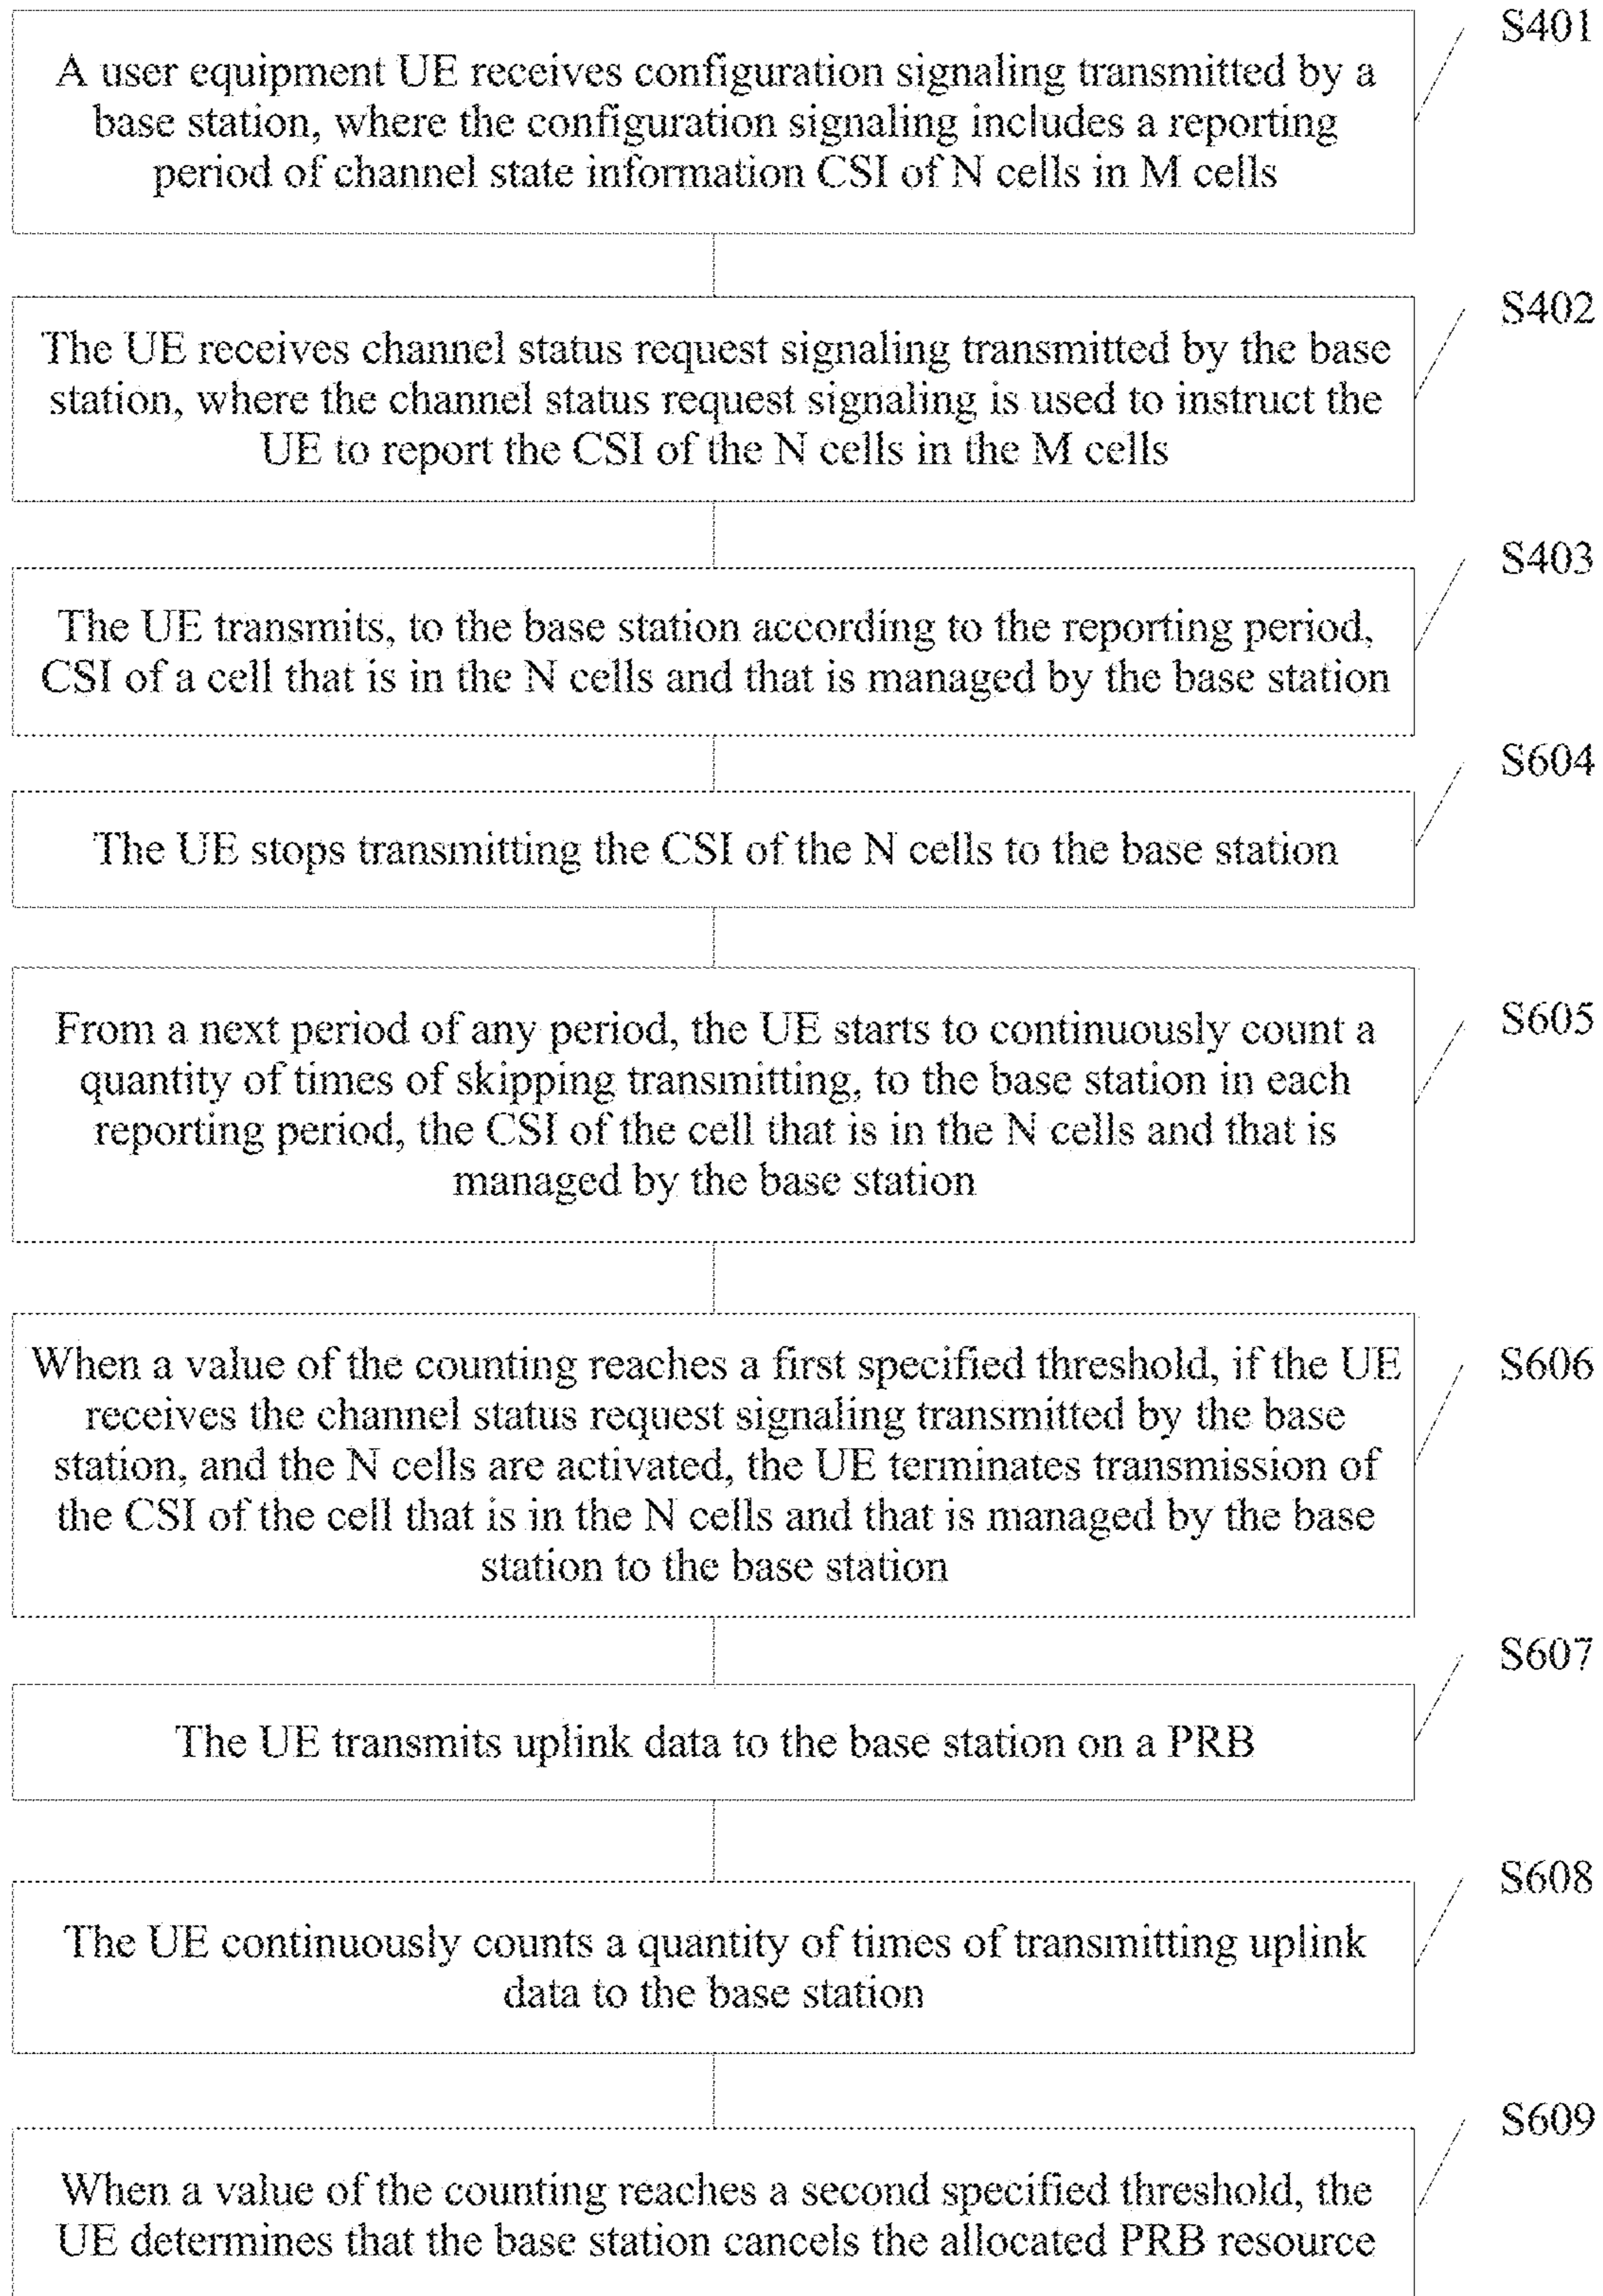 S401
A user equipment UE receives configuration signaling transmitted by a
base station, where the configuration signaling includes a reporting
period of channel state information CSI of N cells in M cells
S402
The UE receives channel status request signaling transmitted by the base
station, where the channel status request signaling is used to instruct the
UE to report the CSI of the N cells in the M cells
S403
The UE transmits, to the base station according to the reporting period,
CSI of a cell that is in the N cells and that is managed by the base station
S604
The UE stops transmitting the CSI of the N cells to the base station
S605
From a next period of any period, the UE starts to continuously count a
quantity of times of skipping transmitting, to the base station in each
reporting period, the CSI of the cell that is in the N cells and that is
managed by the base station
S606
When a value of the counting reaches a first specified threshold, if the UE
receives the channel status request signaling transmitted by the base
station, and the N cells are activated, the UE terminates transmission of
the CSI of the cell that is in the N cells and that is managed by the base
station to the base station
S607
The UE transmits uplink data to the base station on a PRB
S608
The UE continuously counts a quantity of times of transmitting uplink
data to the base station
S609
When a value of the counting reaches a second specified threshold, the
UE determines that the base station cancels the allocated PRB resource